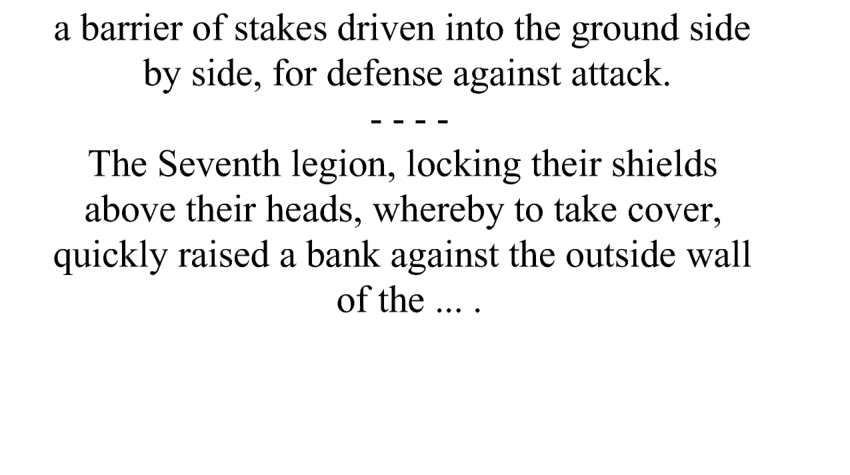 a barrier of stakes driven into the ground side
by side, for defense against attack.
- - - -
The Seventh legion, locking their shields
above their heads, whereby to take cover,
quickly raised a bank against the outside wall
of the ... .